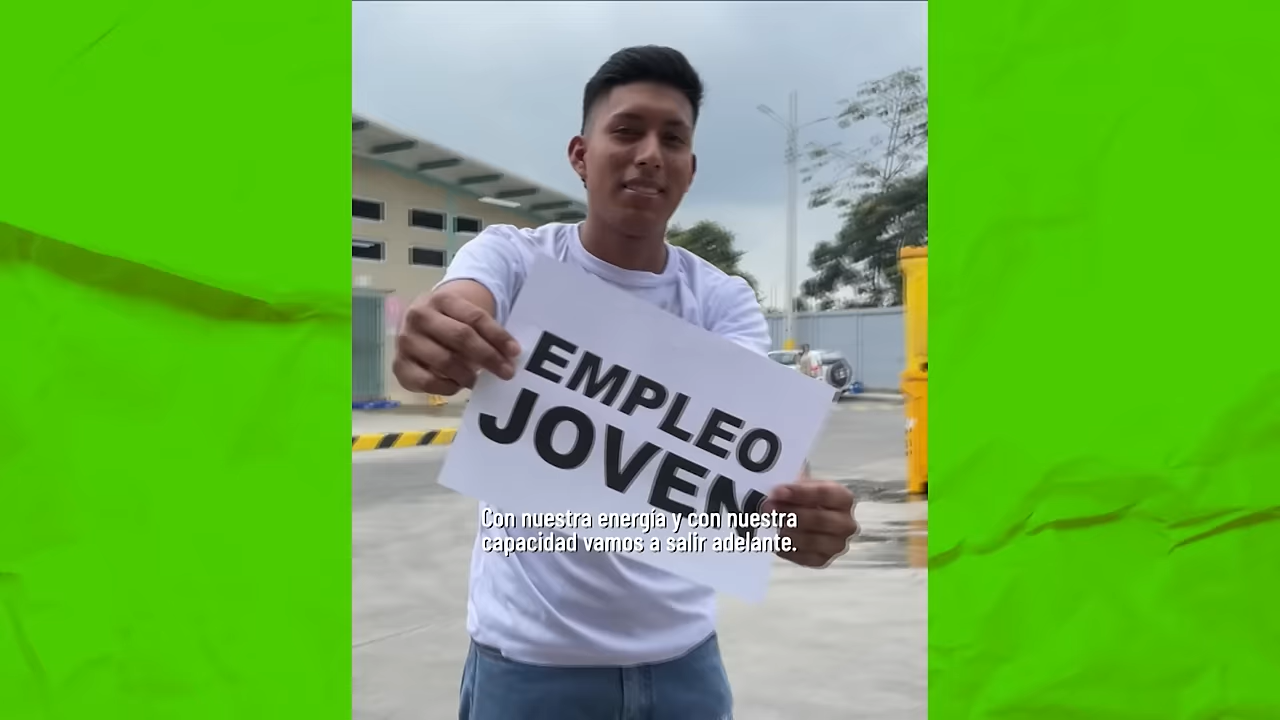 EMPLEO
JOVEN
Con nuestra energía y con nuestra
capacidad vamos a salir adelante.